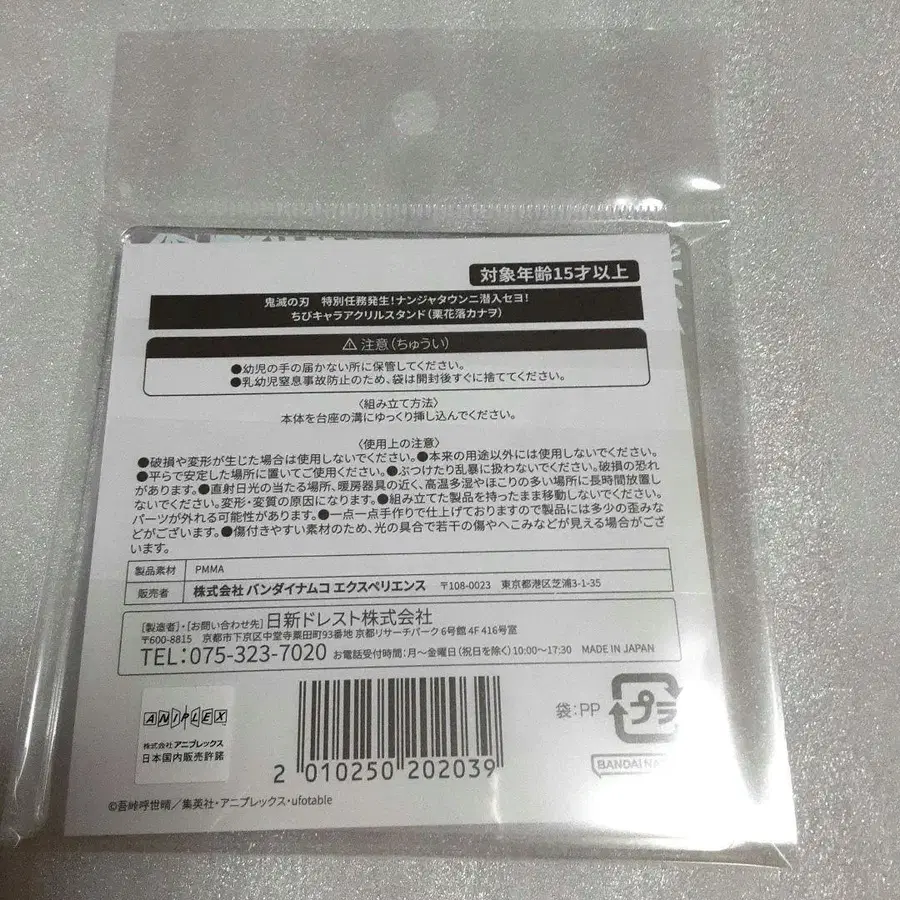 対象年齢15才以上
鬼滅の刃 特別任務発生!ナンジャタウンニ潜入セヨ!
ちびキャラアクリルスタンド(栗花落カナヲ)
⚠注意(ちゅうい)
●幼児の手の届かない所に保管してください。
●乳幼児窒息事故防止のため、袋は開封後すぐに捨ててください。
〈組み立て方法〉
本体を台座の溝にゆっくり挿し込んでください。
〈使用上の注意〉
●破損や変形が生じた場合は使用しないでください。●本来の用途以外には使用しないでください。
●平らで安定した場所に置いてご使用ください。●ぶつけたり乱暴に扱わないでください。破損の恐れ
があります。●直射日光の当たる場所、暖房器具の近く、高温多湿やほこりの多い場所に長時間放置し
ないでください。変形・変質の原因になります。●組み立てた製品を持ったまま移動しないでください。
パーツが外れる可能性があります。●一点一点手作りで仕上げておりますので製品には多少の歪みな
どがございます。●傷付きやすい素材のため、光の具合で若干の傷やへこみなどが見える場合がござ
います。
製品素材 PMMA
販売者 株式会社 バンダイナムコ エクスペリエンス 〒108-0023 東京都港区芝浦3-1-35
[製造者]・[お問い合わせ先] 日新ドレスト株式会社
〒600-8815 京都市下京区中堂寺粟田町93番地 京都リサーチパーク 6号館 4F 416号室
TEL:075-323-7020 お電話受付時間:月〜金曜日(祝日を除く)10:00〜17:30 MADE IN JAPAN
ANIPLEX
株式会社 アニプレックス
日本国内販売許諾
2 010250 202039
袋:PP
プラ
BANDAI NA
©吾峠呼世晴/集英社・アニプレックス・ufotable